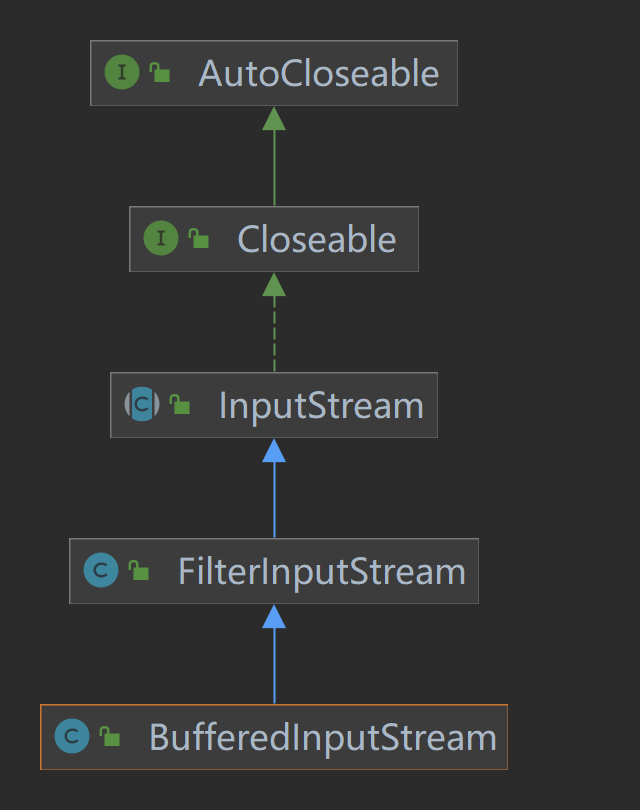 I AutoCloseable
I Closeable
C InputStream
C FilterInputStream
C BufferedInputStream